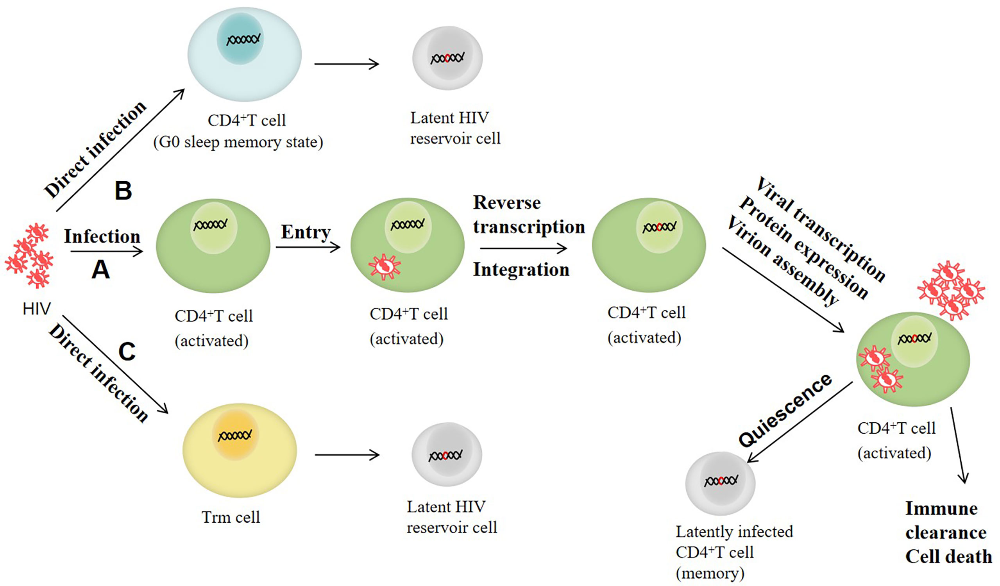 Direct infection
B
CD4⁺T cell
(G0 sleep memory state)
Latent HIV
reservoir cell
HIV
Infection
A
CD4⁺T cell
(activated)
Entry
CD4⁺T cell
(activated)
Reverse
transcription
Integration
CD4⁺T cell
(activated)
Viral transcription
Protein expression
Virion assembly
CD4⁺T cell
(activated)
Quiescence
Latently infected
CD4⁺T cell
(memory)
Immune
clearance
Cell death
C
Direct infection
Trm cell
Latent HIV
reservoir cell